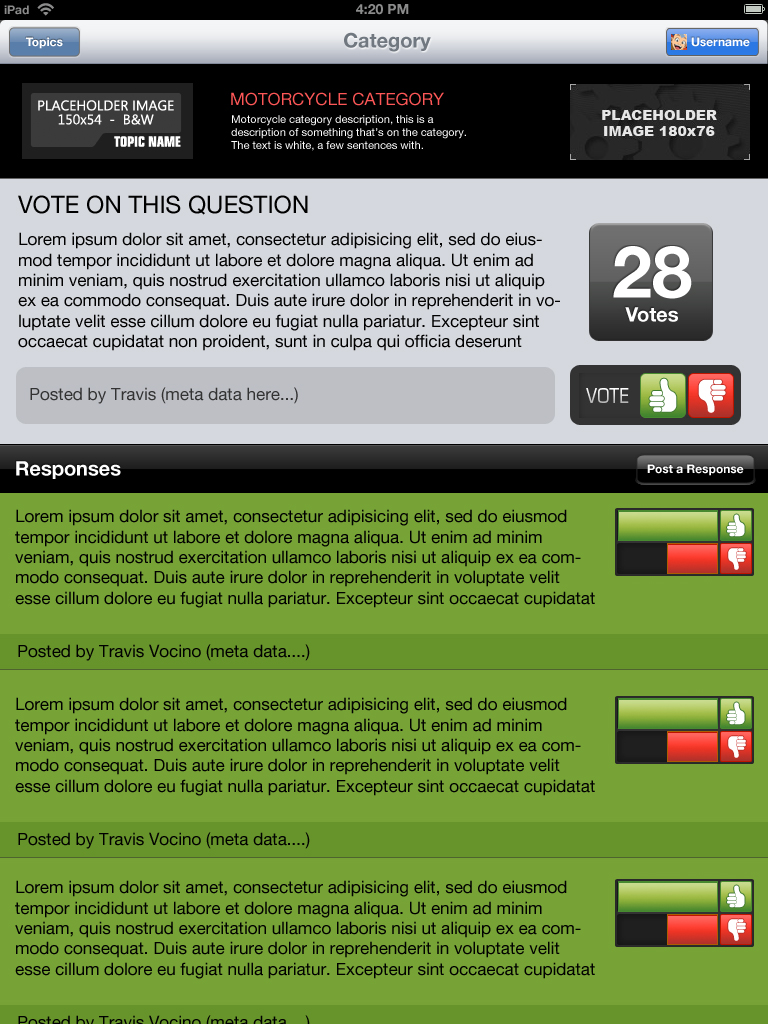 iPad
4:20 PM
Topics
Category
Username
PLACEHOLDER IMAGE
150x54 - B&W
TOPIC NAME
MOTORCYCLE CATEGORY
Motorcycle category description, this is a
description of something that's on the category.
The text is white, a few sentences with.
PLACEHOLDER
IMAGE 180x76
VOTE ON THIS QUESTION
Lorem ipsum dolor sit amet, consectetur adipisicing elit, sed do eius-
mod tempor incididunt ut labore et dolore magna aliqua. Ut enim ad
minim veniam, quis nostrud exercitation ullamco laboris nisi ut aliquip
ex ea commodo consequat. Duis aute irure dolor in reprehenderit in vo-
luptate velit esse cillum dolore eu fugiat nulla pariatur. Excepteur sint
occaecat cupidatat non proident, sunt in culpa qui officia deserunt
28
Votes
Posted by Travis (meta data here...)
VOTE
Responses
Post a Response
Lorem ipsum dolor sit amet, consectetur adipisicing elit, sed do eiusmod
tempor incididunt ut labore et dolore magna aliqua. Ut enim ad minim
veniam, quis nostrud exercitation ullamco laboris nisi ut aliquip ex ea com-
modo consequat. Duis aute irure dolor in reprehenderit in voluptate velit
esse cillum dolore eu fugiat nulla pariatur. Excepteur sint occaecat cupidatat
Posted by Travis Vocino (meta data....)
Lorem ipsum dolor sit amet, consectetur adipisicing elit, sed do eiusmod
tempor incididunt ut labore et dolore magna aliqua. Ut enim ad minim
veniam, quis nostrud exercitation ullamco laboris nisi ut aliquip ex ea com-
modo consequat. Duis aute irure dolor in reprehenderit in voluptate velit
esse cillum dolore eu fugiat nulla pariatur. Excepteur sint occaecat cupidatat
Posted by Travis Vocino (meta data....)
Lorem ipsum dolor sit amet, consectetur adipisicing elit, sed do eiusmod
tempor incididunt ut labore et dolore magna aliqua. Ut enim ad minim
veniam, quis nostrud exercitation ullamco laboris nisi ut aliquip ex ea com-
modo consequat. Duis aute irure dolor in reprehenderit in voluptate velit
esse cillum dolore eu fugiat nulla pariatur. Excepteur sint occaecat cupidatat
Posted by Travis Vocino (meta data....)